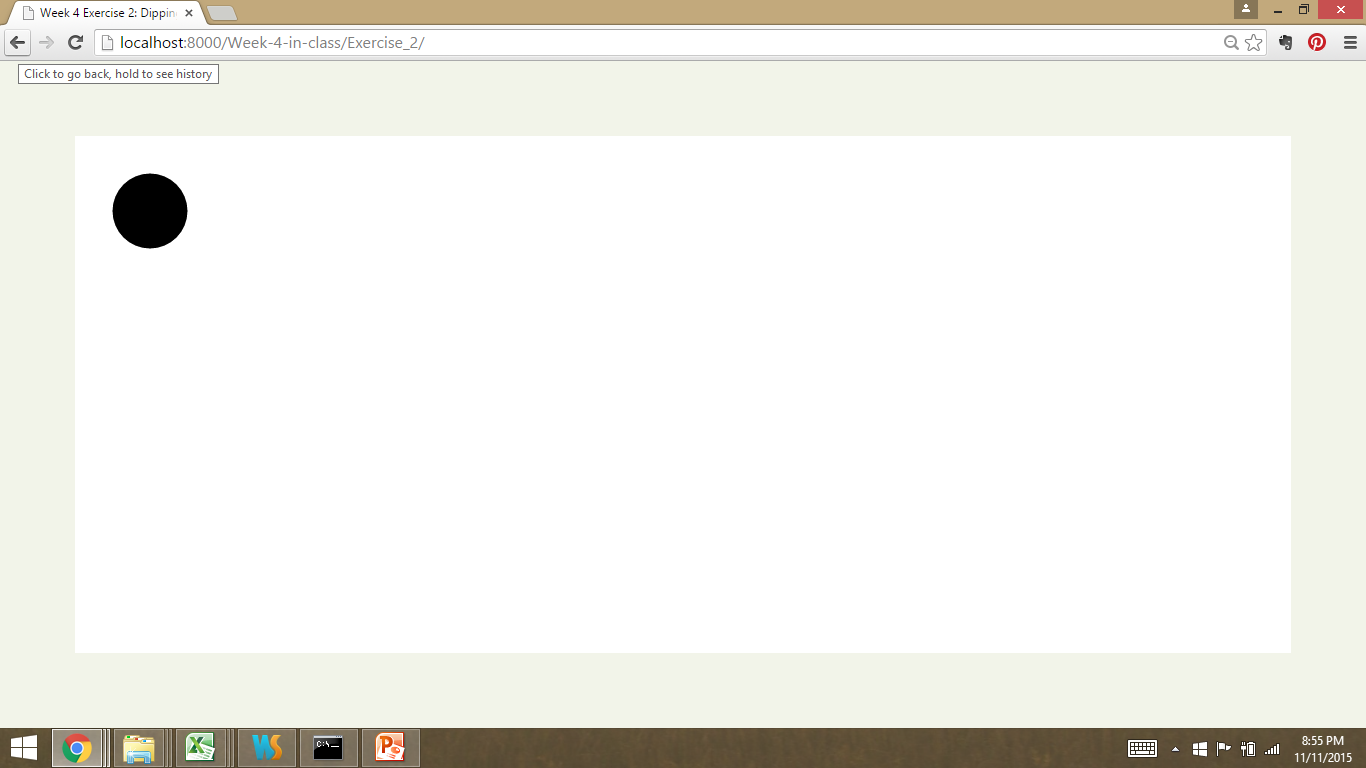 Week 4 Exercise 2: Dippin
localhost:8000/Week-4-in-class/Exercise_2/
Click to go back, hold to see history
WS
C:\_
8:55 PM
11/11/2015